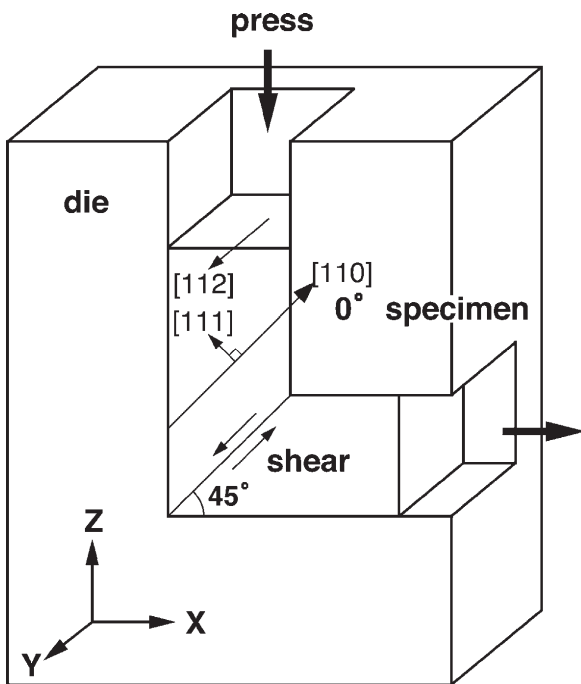 press
die
[112]
[110]
[111]
0° specimen
shear
45°
Z
X
Y